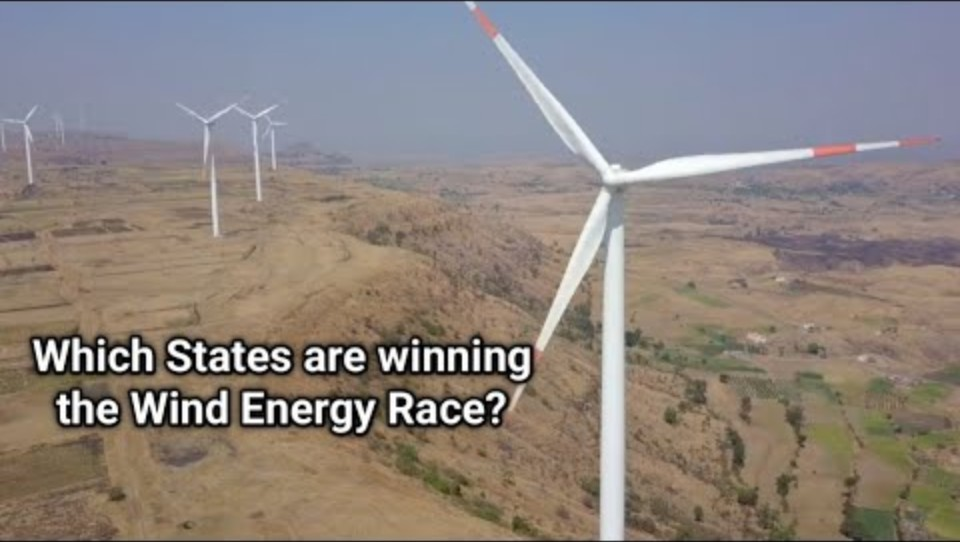 Which States are winning
the Wind Energy Race?